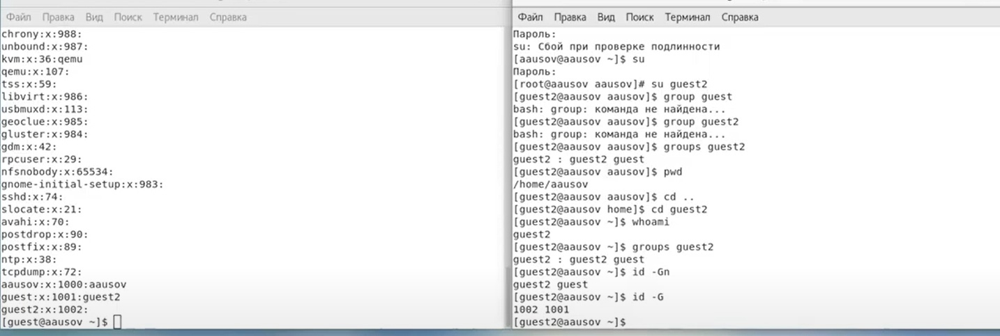 Файл Правка Вид Поиск Терминал Справка
chrony:x:988:
unbound:x:987:
kvm:x:36:qemu
qemu:x:107:
tss:x:59:
libvirt:x:986:
usbmuxd:x:113:
geoclue:x:985:
gluster:x:984:
gdm:x:42:
rpcuser:x:29:
nfsnobody:x:65534:
gnome-initial-setup:x:983:
sshd:x:74:
slocate:x:21:
avahi:x:70:
postdrop:x:90:
postfix:x:89:
ntp:x:38:
tcpdump:x:72:
aausov:x:1000:aausov
guest:x:1001:guest2
guest2:x:1002:
[guest@aausov ~]$
Файл Правка Вид Поиск Терминал Справка
Пароль:
su: Сбой при проверке подлинности
[aausov@aausov ~]$ su
Пароль:
[root@aausov aausov]# su guest2
[guest2@aausov aausov]$ group guest
bash: group: команда не найдена...
[guest2@aausov aausov]$ group guest2
bash: group: команда не найдена...
[guest2@aausov aausov]$ groups guest2
guest2 : guest2 guest
[guest2@aausov aausov]$ pwd
/home/aausov
[guest2@aausov aausov]$ cd ..
[guest2@aausov home]$ cd guest2
[guest2@aausov ~]$ whoami
guest2
[guest2@aausov ~]$ groups guest2
guest2 : guest2 guest
[guest2@aausov ~]$ id -Gn
guest2 guest
[guest2@aausov ~]$ id -G
1002 1001
[guest2@aausov ~]$